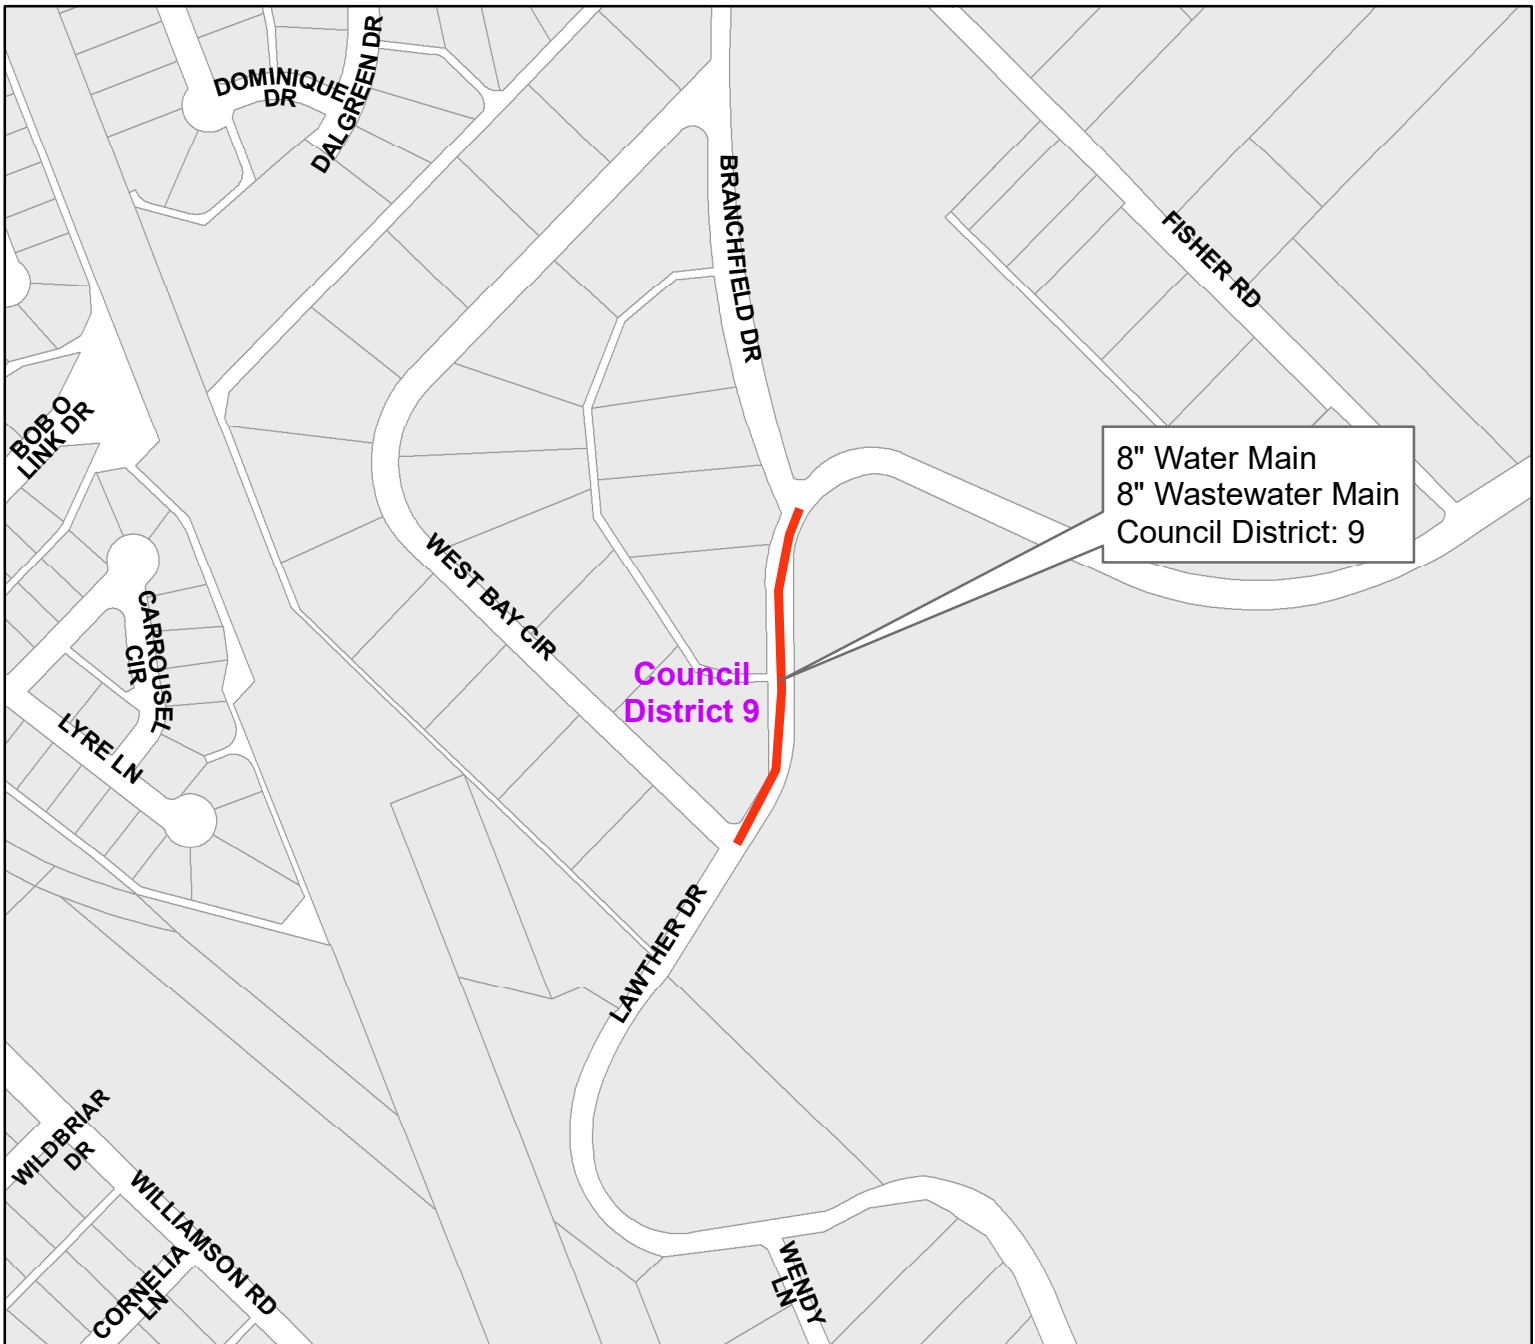 DOMINIQUE
DR
DALGREEN DR
BRANCHFIELD DR
FISHER RD
BOB O
LINK DR
8" Water Main
8" Wastewater Main
Council District: 9
WEST BAY CIR
CARROUSEL
CIR
Council
District 9
LYRE LN
LAWTHER DR
WILDBRIAR
DR
WILLIAMSON RD
CORNELIA
LN
WENDY
LN